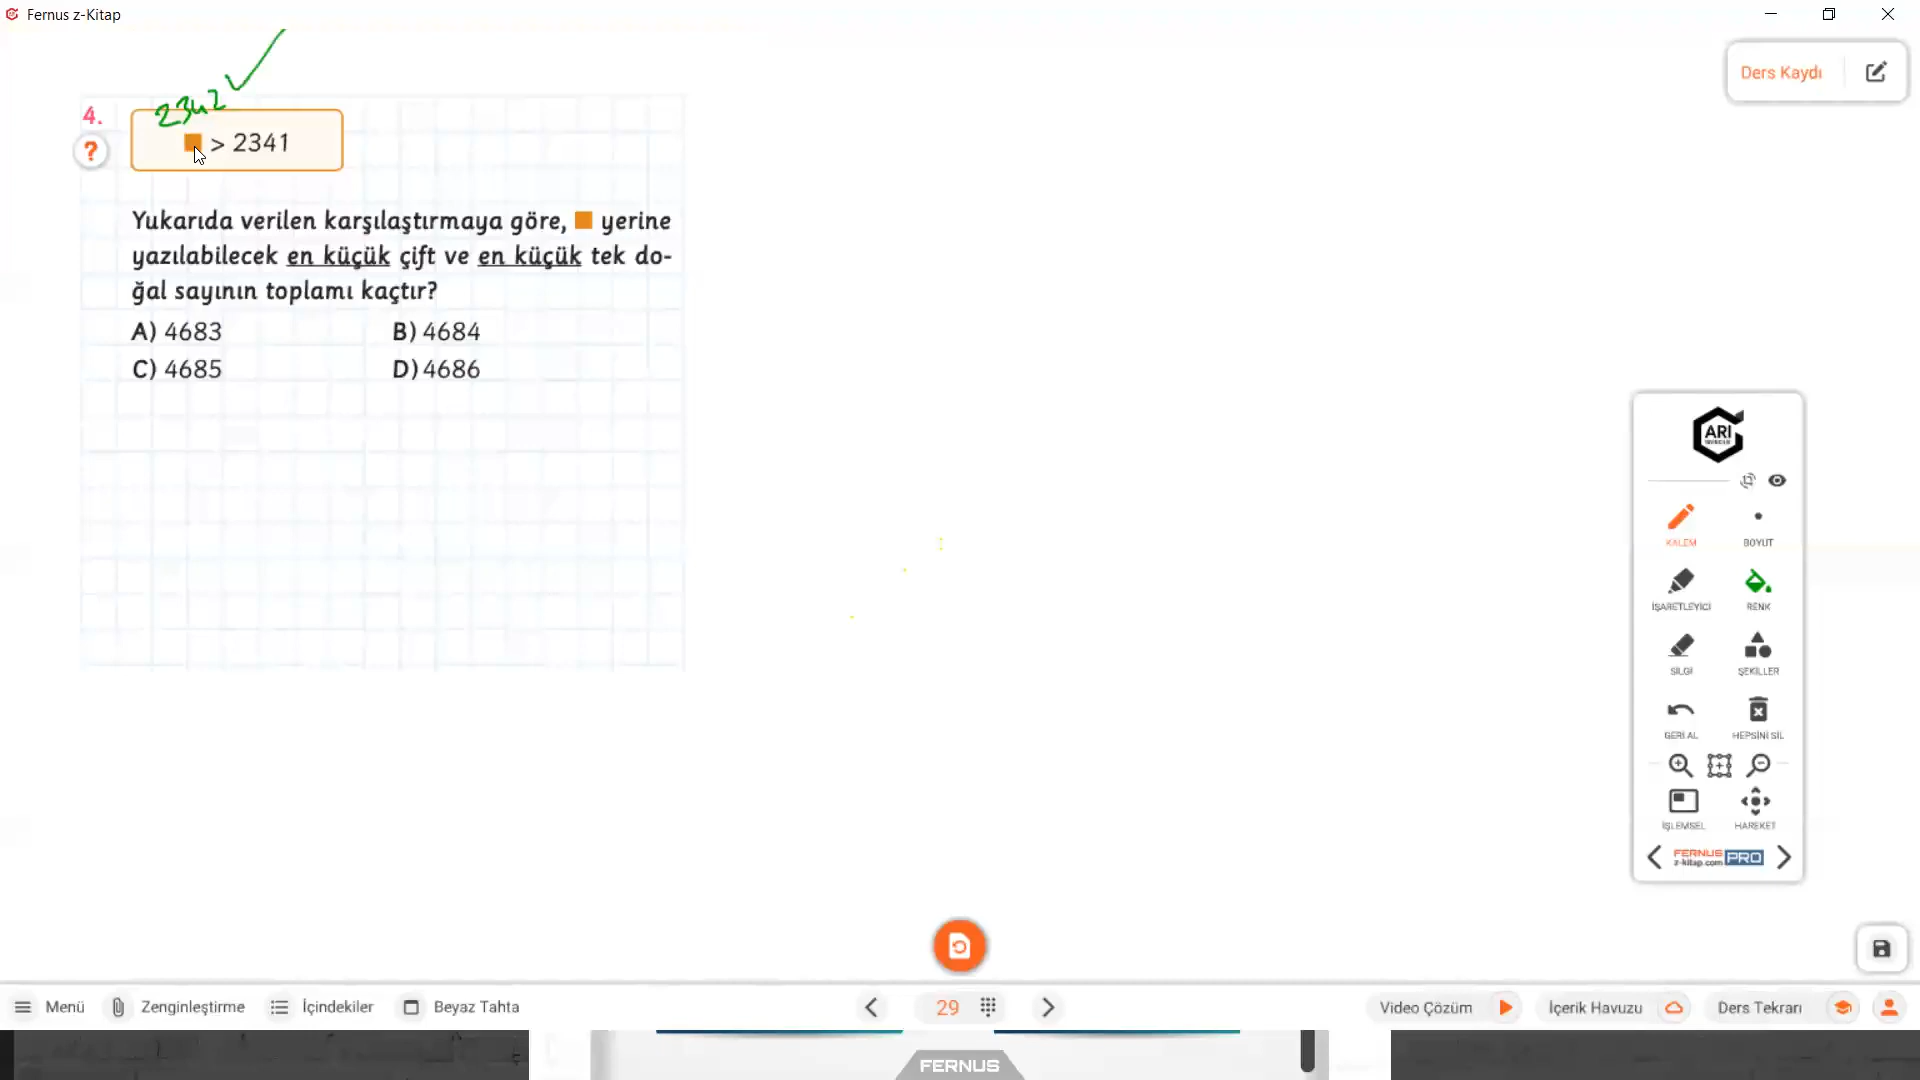 Fernus z-Kitap
Ders Kaydı
2342
4.
?
■ > 2341
Yukarıda verilen karşılaştırmaya göre, ■ yerine
yazılabilecek en küçük çift ve en küçük tek do-
ğal sayının toplamı kaçtır?
A) 4683 B) 4684
C) 4685 D) 4686
ARI
KALEM BOYUT
İŞARETLEYİCİ RENK
SİLGİ ŞEKİLLER
GERİ AL HEPSİNİ SİL
İŞLEMSEL HAREKET
FERNUS
z-kitap.com PRO
Menü Zenginleştirme İçindekiler Beyaz Tahta 29 Video Çözüm İçerik Havuzu Ders Tekrarı
FERNUS